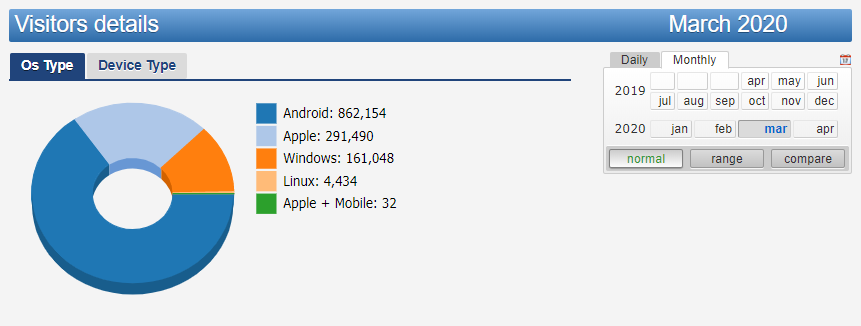 Visitors details March 2020
Os Type Device Type
Android: 862,154
Apple: 291,490
Windows: 161,048
Linux: 4,434
Apple + Mobile: 32
Daily Monthly
2019 apr may jun
jul aug sep oct nov dec
2020 jan feb mar apr
normal range compare